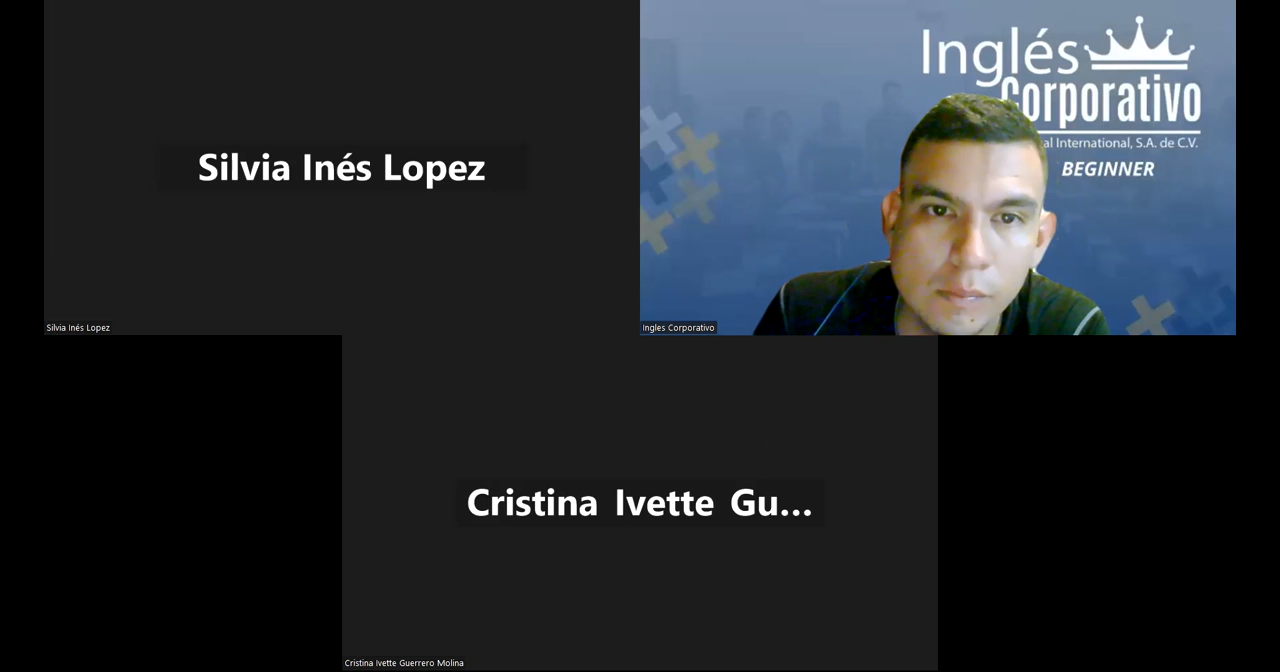 Silvia Inés Lopez
Silvia Inés Lopez
Inglés
Corporativo
al International, S.A. de C.V.
BEGINNER
Ingles Corporativo
Cristina Ivette Gu...
Cristina Ivette Guerrero Molina